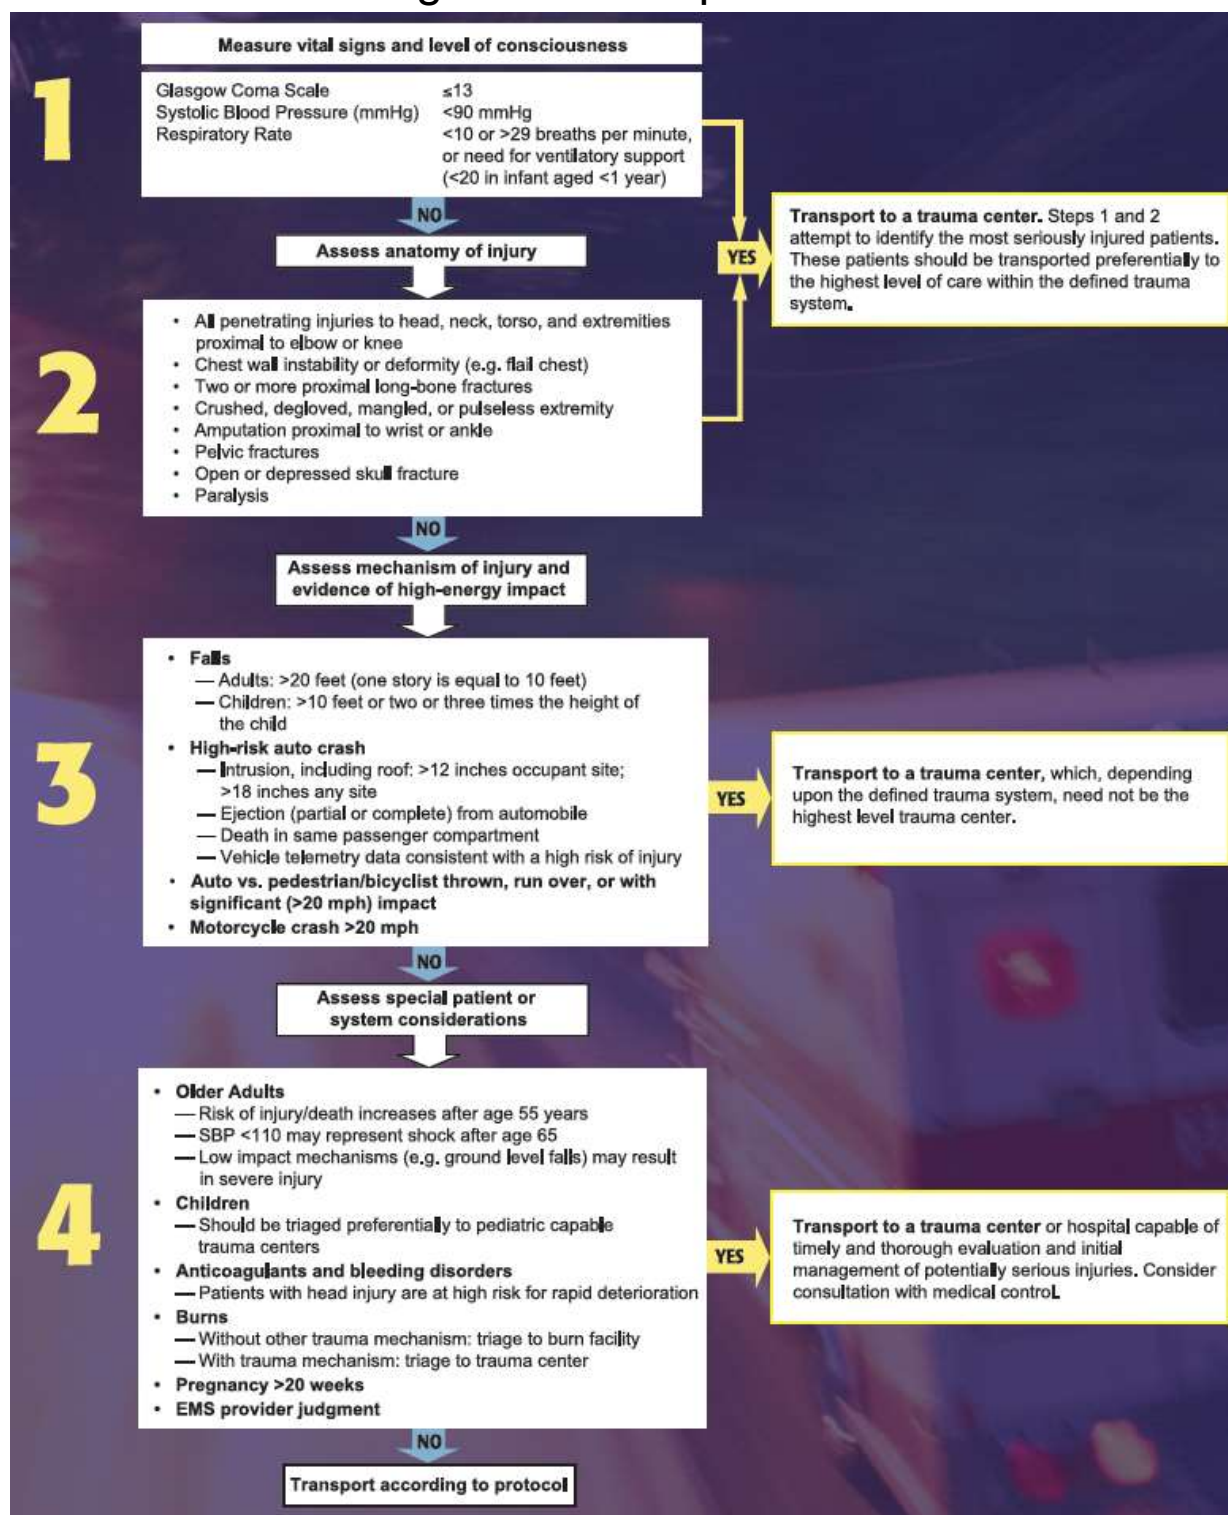 1
Measure vital signs and level of consciousness
Glasgow Coma Scale ≤13
Systolic Blood Pressure (mmHg) <90 mmHg
Respiratory Rate <10 or >29 breaths per minute,
or need for ventilatory support
(<20 in infant aged <1 year)
NO
YES
Transport to a trauma center. Steps 1 and 2
attempt to identify the most seriously injured patients.
These patients should be transported preferentially to
the highest level of care within the defined trauma
system.
Assess anatomy of injury
2
• All penetrating injuries to head, neck, torso, and extremities
proximal to elbow or knee
• Chest wall instability or deformity (e.g. flail chest)
• Two or more proximal long-bone fractures
• Crushed, degloved, mangled, or pulseless extremity
• Amputation proximal to wrist or ankle
• Pelvic fractures
• Open or depressed skull fracture
• Paralysis
NO
Assess mechanism of injury and
evidence of high-energy impact
3
• Falls
— Adults: >20 feet (one story is equal to 10 feet)
— Children: >10 feet or two or three times the height of
the child
• High-risk auto crash
— Intrusion, including roof: >12 inches occupant site;
>18 inches any site
— Ejection (partial or complete) from automobile
— Death in same passenger compartment
— Vehicle telemetry data consistent with a high risk of injury
• Auto vs. pedestrian/bicyclist thrown, run over, or with
significant (>20 mph) impact
• Motorcycle crash >20 mph
YES
Transport to a trauma center, which, depending
upon the defined trauma system, need not be the
highest level trauma center.
NO
Assess special patient or
system considerations
4
• Older Adults
— Risk of injury/death increases after age 55 years
— SBP <110 may represent shock after age 65
— Low impact mechanisms (e.g. ground level falls) may result
in severe injury
• Children
— Should be triaged preferentially to pediatric capable
trauma centers
• Anticoagulants and bleeding disorders
— Patients with head injury are at high risk for rapid deterioration
• Burns
— Without other trauma mechanism: triage to burn facility
— With trauma mechanism: triage to trauma center
• Pregnancy >20 weeks
• EMS provider judgment
YES
Transport to a trauma center or hospital capable of
timely and thorough evaluation and initial
management of potentially serious injuries. Consider
consultation with medical control.
NO
Transport according to protocol